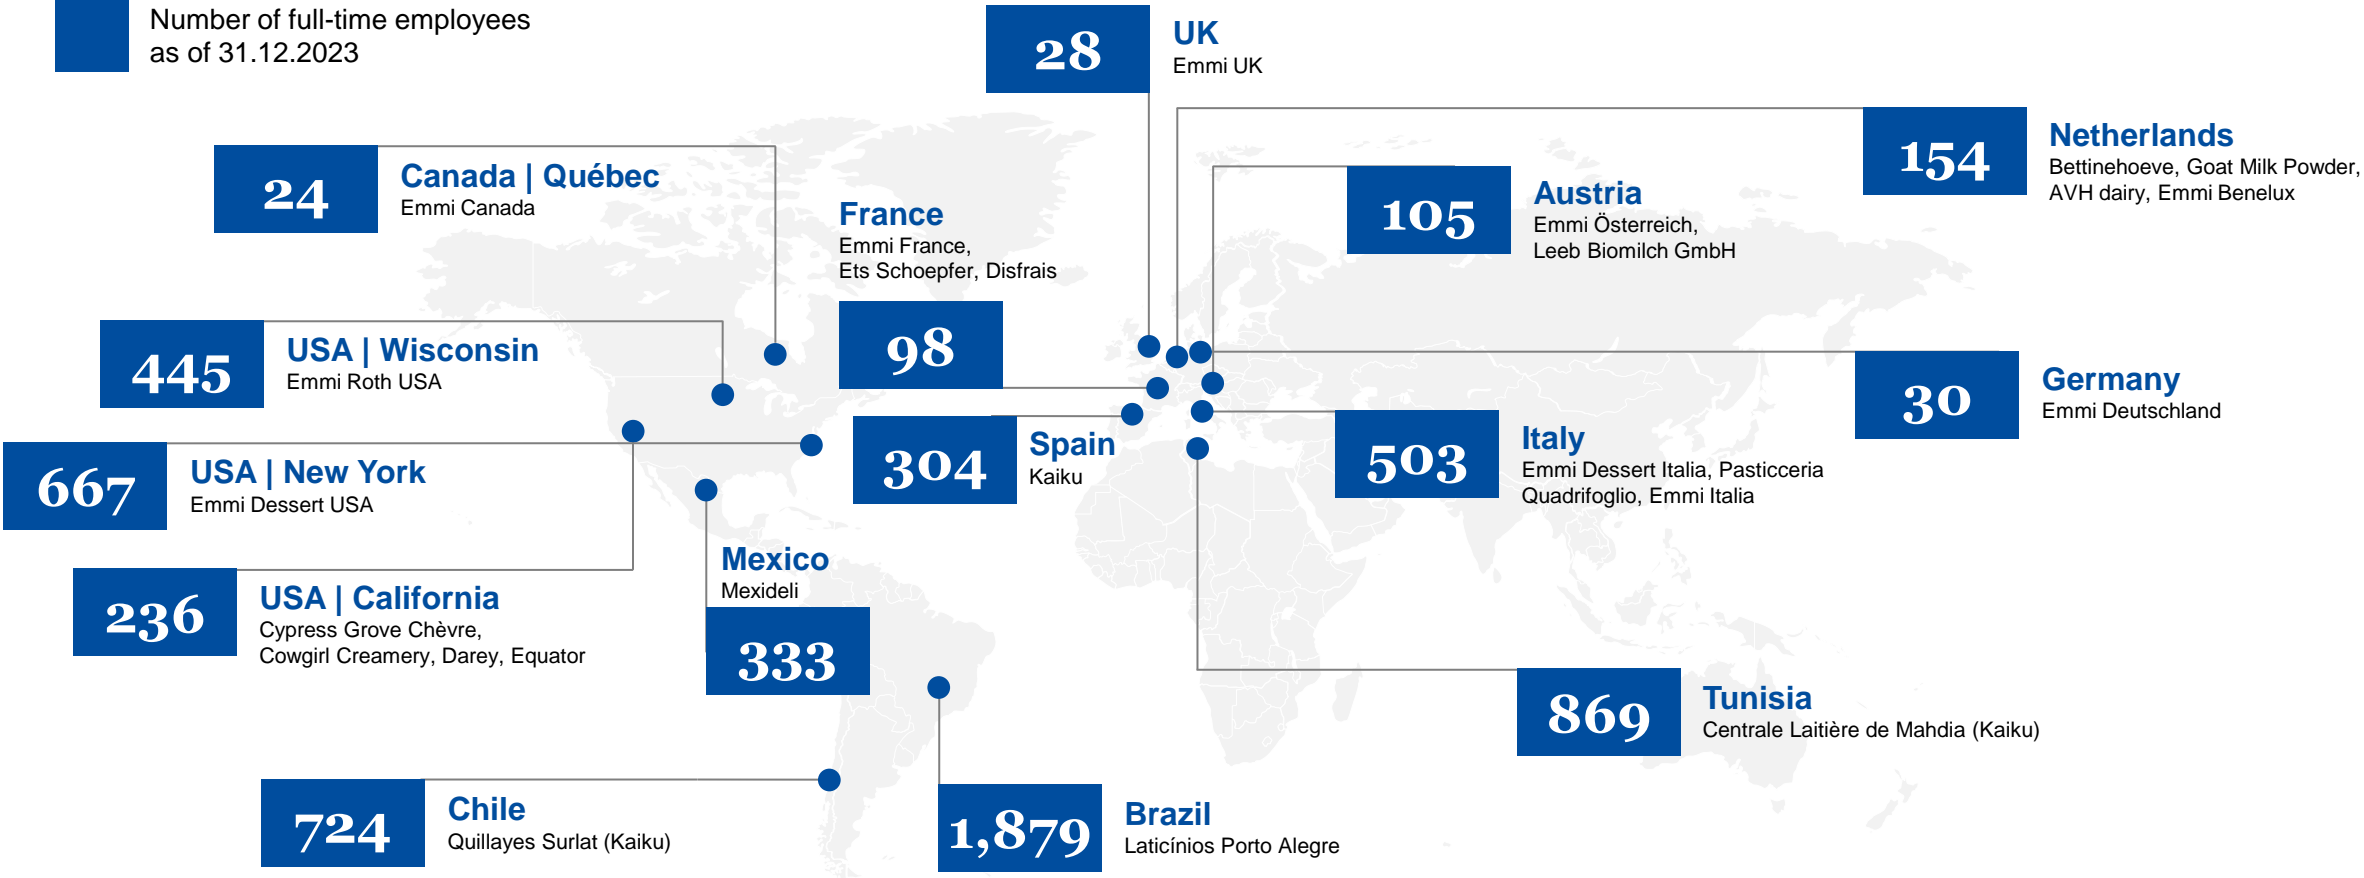 Number of full-time employees
as of 31.12.2023
28
UK
Emmi UK
154
Netherlands
Bettinehoeve, Goat Milk Powder,
AVH dairy, Emmi Benelux
24
Canada | Québec
Emmi Canada
105
Austria
Emmi Österreich,
Leeb Biomilch GmbH
France
Emmi France,
Ets Schoepfer, Disfrais
98
445
USA | Wisconsin
Emmi Roth USA
30
Germany
Emmi Deutschland
304
Spain
Kaiku
503
Italy
Emmi Dessert Italia, Pasticceria
Quadrifoglio, Emmi Italia
667
USA | New York
Emmi Dessert USA
Mexico
Mexideli
333
236
USA | California
Cypress Grove Chèvre,
Cowgirl Creamery, Darey, Equator
869
Tunisia
Centrale Laitière de Mahdia (Kaiku)
724
Chile
Quillayes Surlat (Kaiku)
1,879
Brazil
Laticínios Porto Alegre